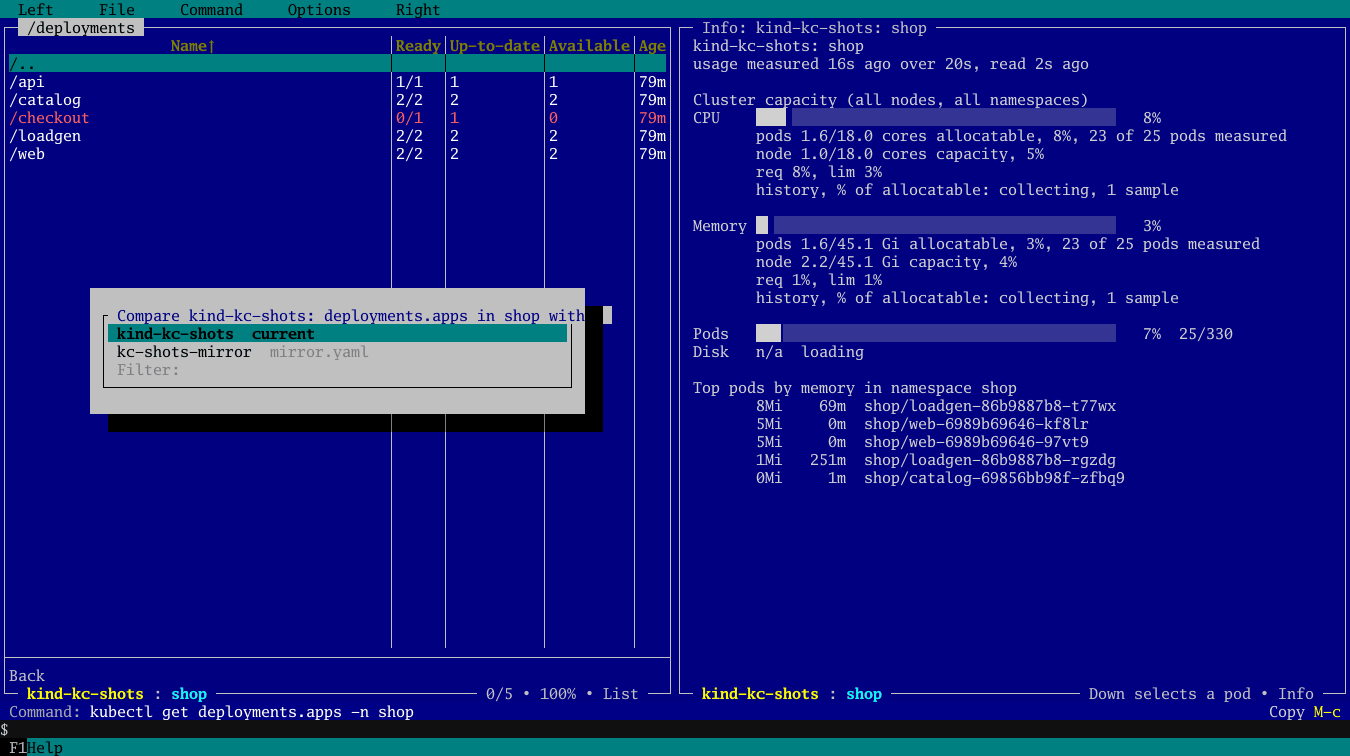 Left File Command Options Right
/deployments
Name↑ Ready Up-to-date Available Age
/..
/api 1/1 1 1 79m
/catalog 2/2 2 2 79m
/checkout 0/1 1 0 79m
/loadgen 2/2 2 2 79m
/web 2/2 2 2 79m
Compare kind-kc-shots: deployments.apps in shop with
kind-kc-shots current
kc-shots-mirror mirror.yaml
Filter:
Back
kind-kc-shots : shop 0/5 • 100% • List
Info: kind-kc-shots: shop
kind-kc-shots: shop
usage measured 16s ago over 20s, read 2s ago
Cluster capacity (all nodes, all namespaces)
CPU 8%
pods 1.6/18.0 cores allocatable, 8%, 23 of 25 pods measured
node 1.0/18.0 cores capacity, 5%
req 8%, lim 3%
history, % of allocatable: collecting, 1 sample
Memory 3%
pods 1.6/45.1 Gi allocatable, 3%, 23 of 25 pods measured
node 2.2/45.1 Gi capacity, 4%
req 1%, lim 1%
history, % of allocatable: collecting, 1 sample
Pods 7% 25/330
Disk n/a loading
Top pods by memory in namespace shop
8Mi 69m shop/loadgen-86b9887b8-t77wx
5Mi 0m shop/web-6989b69646-kf8lr
5Mi 0m shop/web-6989b69646-97vt9
1Mi 251m shop/loadgen-86b9887b8-rgzdg
0Mi 1m shop/catalog-69856bb98f-zfbq9
kind-kc-shots : shop Down selects a pod • Info
Command: kubectl get deployments.apps -n shop Copy M-c
$
F1Help